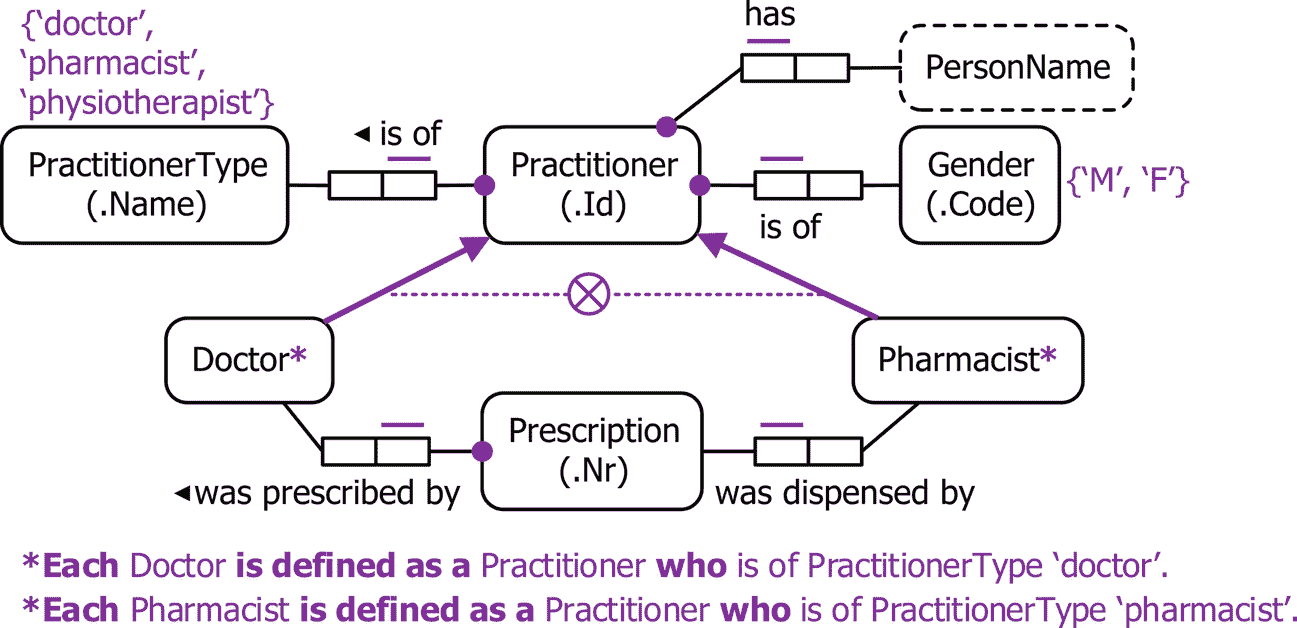 {‘doctor’,
‘pharmacist’,
‘physiotherapist’}
has
PersonName
PractitionerType
(.Name)
◄ is of
Practitioner
(.Id)
is of
Gender
(.Code)
{‘M’, ‘F’}
Doctor*
Pharmacist*
Prescription
(.Nr)
◄was prescribed by
was dispensed by
*Each Doctor is defined as a Practitioner who is of PractitionerType ‘doctor’.
*Each Pharmacist is defined as a Practitioner who is of PractitionerType ‘pharmacist’.